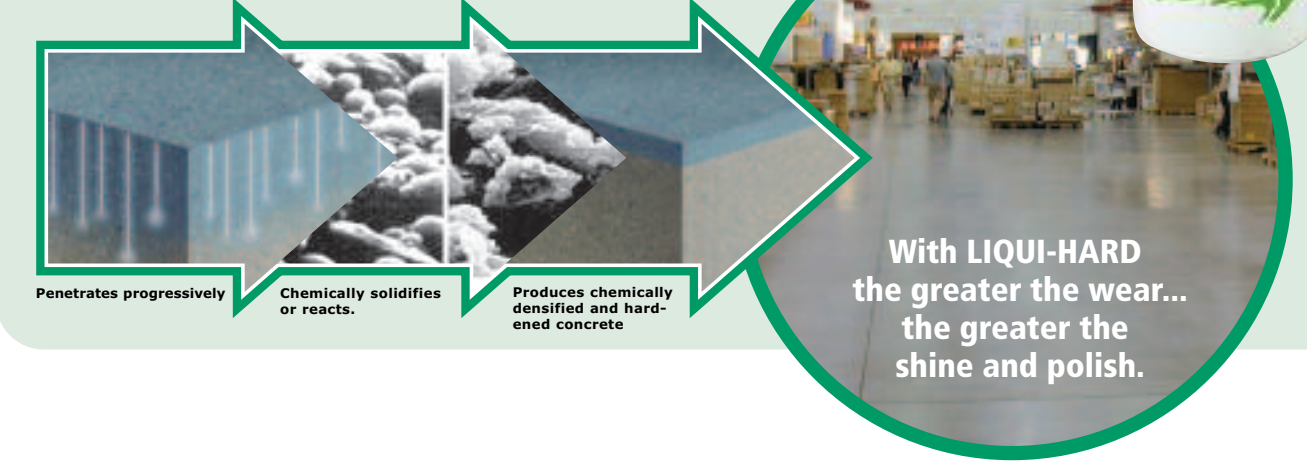 Penetrates progressively
Chemically solidifies
or reacts.
Produces chemically
densified and hard-
ened concrete
With LIQUI-HARD
the greater the wear...
the greater the
shine and polish.